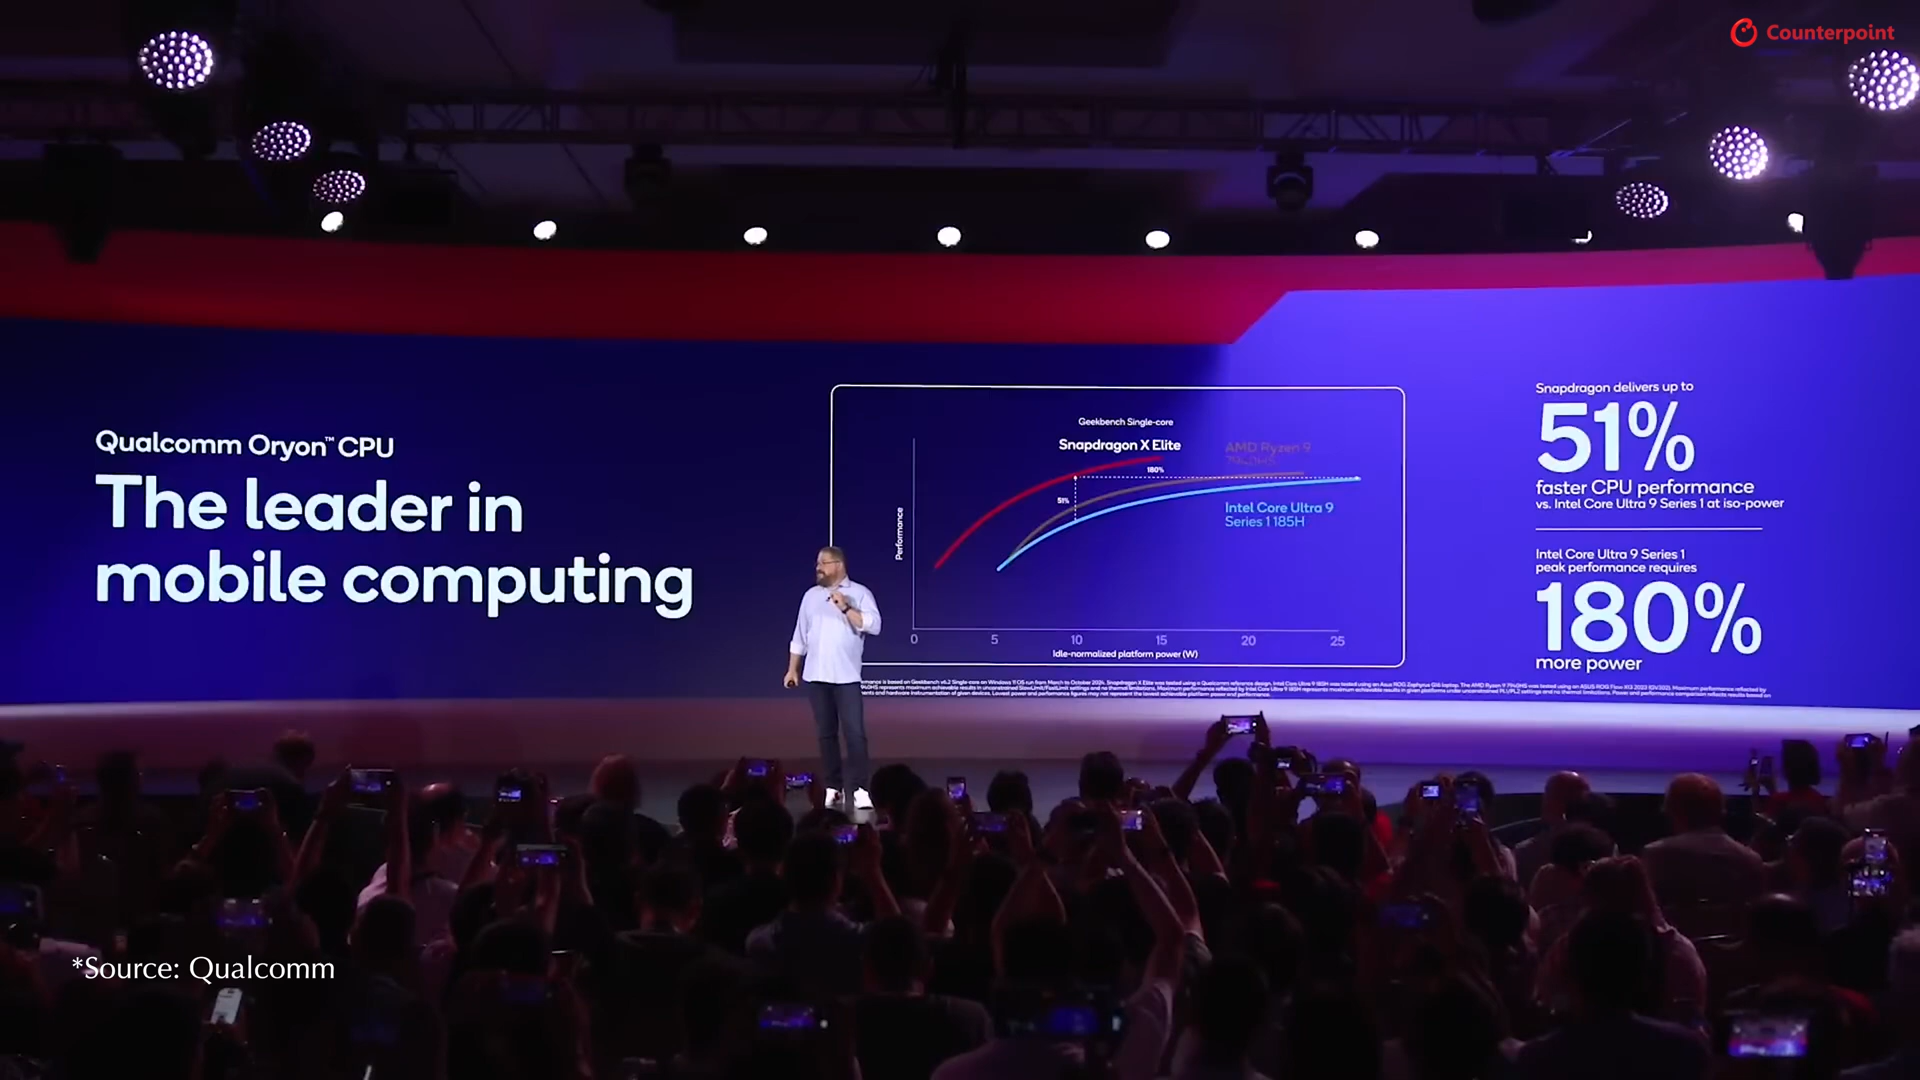 Counterpoint
Qualcomm Oryon™ CPU
The leader in
mobile computing
Geekbench Single-core
Snapdragon X Elite
AMD Ryzen 9
180%
51%
Intel Core Ultra 9
Series 1 185H
Performance
0 5 10 15 20 25
Idle-normalized platform power (W)
Snapdragon delivers up to
51%
faster CPU performance
vs. Intel Core Ultra 9 Series 1 at iso-power
Intel Core Ultra 9 Series 1
peak performance requires
180%
more power
*Source: Qualcomm